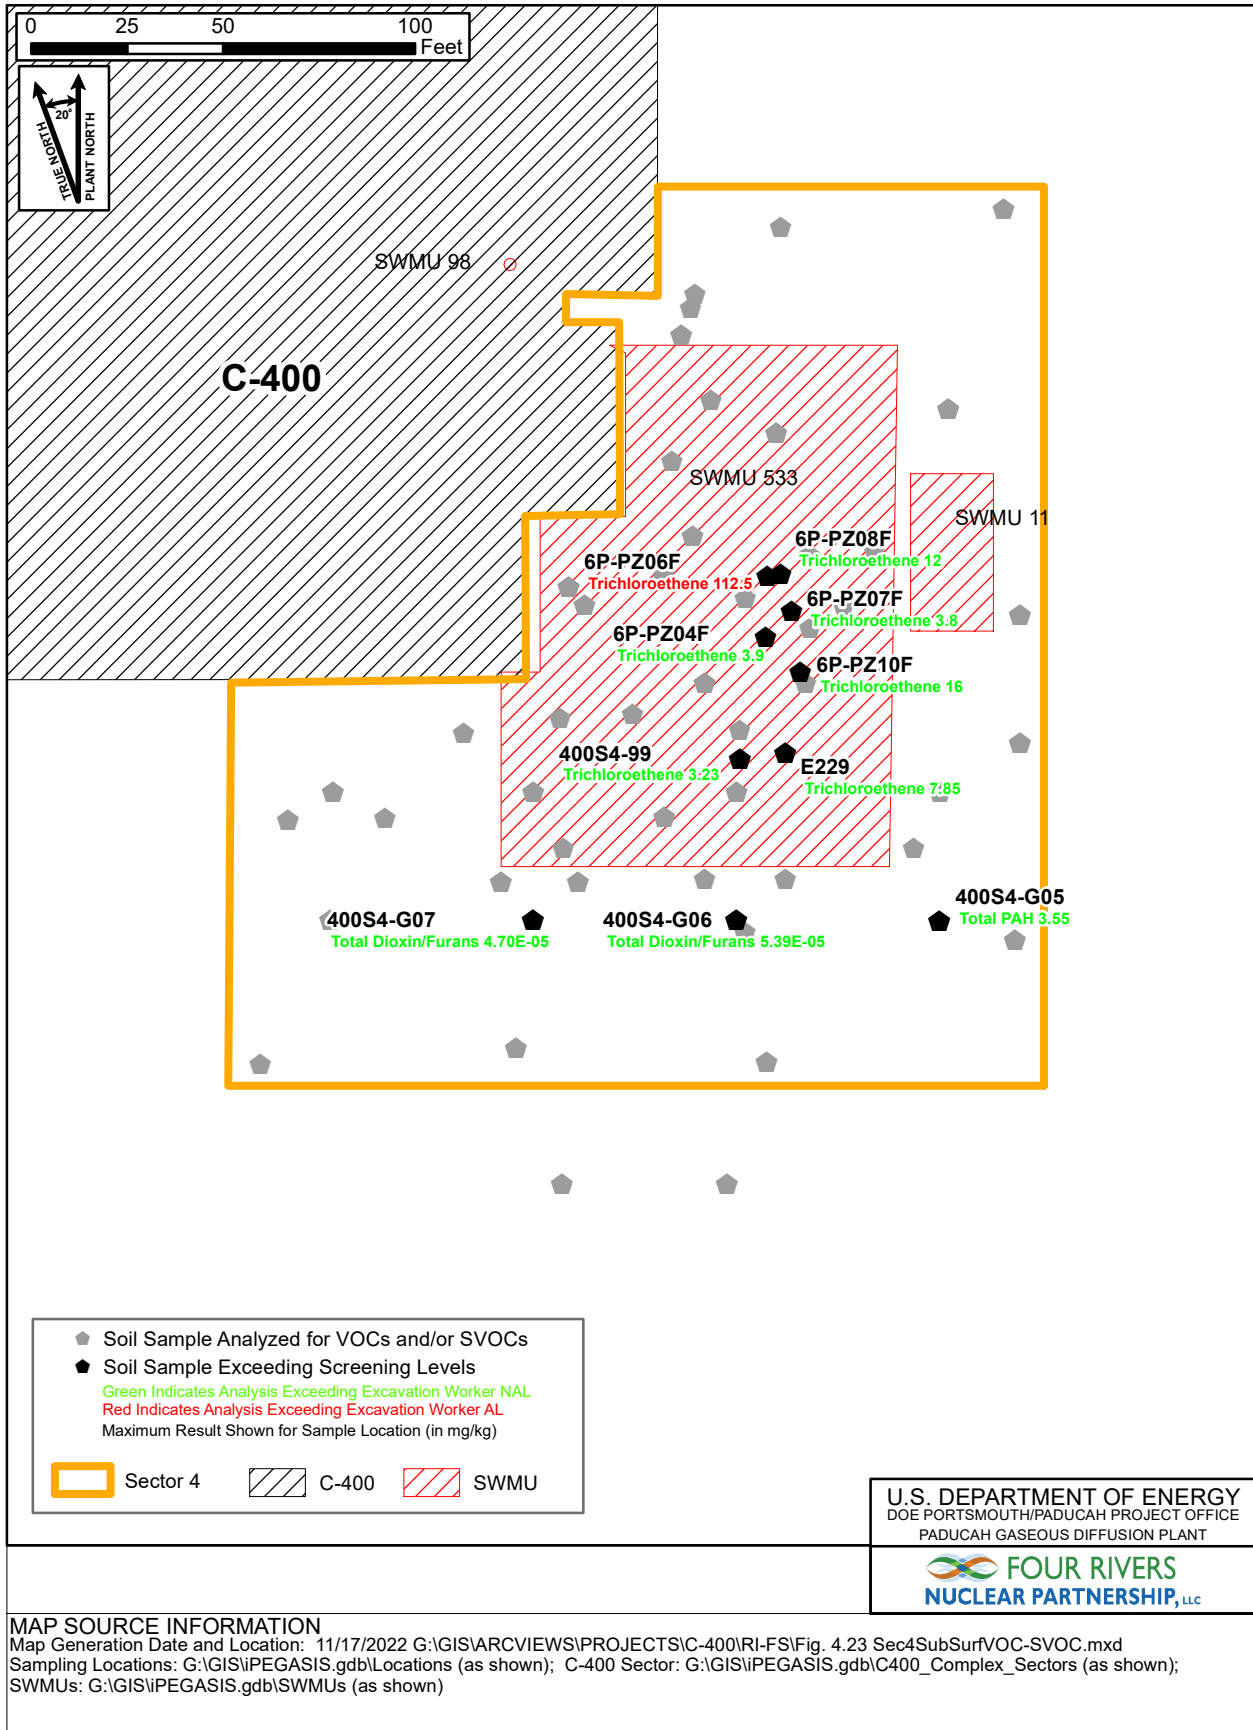 0 25 50 100
Feet
20°
TRUE NORTH
PLANT NORTH
SWMU 98
C-400
SWMU 533
SWMU 11
6P-PZ08F
Trichloroethene 12
6P-PZ06F
Trichloroethene 112.5
6P-PZ07F
Trichloroethene 3.8
6P-PZ04F
Trichloroethene 3.9
6P-PZ10F
Trichloroethene 16
400S4-99
Trichloroethene 3.23
E229
Trichloroethene 7.85
400S4-G05
Total PAH 3.55
400S4-G07
Total Dioxin/Furans 4.70E-05
400S4-G06
Total Dioxin/Furans 5.39E-05
Soil Sample Analyzed for VOCs and/or SVOCs
Soil Sample Exceeding Screening Levels
Green Indicates Analysis Exceeding Excavation Worker NAL
Red Indicates Analysis Exceeding Excavation Worker AL
Maximum Result Shown for Sample Location (in mg/kg)
Sector 4 C-400 SWMU
U.S. DEPARTMENT OF ENERGY
DOE PORTSMOUTH/PADUCAH PROJECT OFFICE
PADUCAH GASEOUS DIFFUSION PLANT
FOUR RIVERS
NUCLEAR PARTNERSHIP, LLC
MAP SOURCE INFORMATION
Map Generation Date and Location: 11/17/2022 G:\GIS\ARCVIEWS\PROJECTS\C-400\RI-FS\Fig. 4.23 Sec4SubSurfVOC-SVOC.mxd
Sampling Locations: G:\GIS\iPEGASIS.gdb\Locations (as shown); C-400 Sector: G:\GIS\iPEGASIS.gdb\C400_Complex_Sectors (as shown);
SWMUs: G:\GIS\iPEGASIS.gdb\SWMUs (as shown)